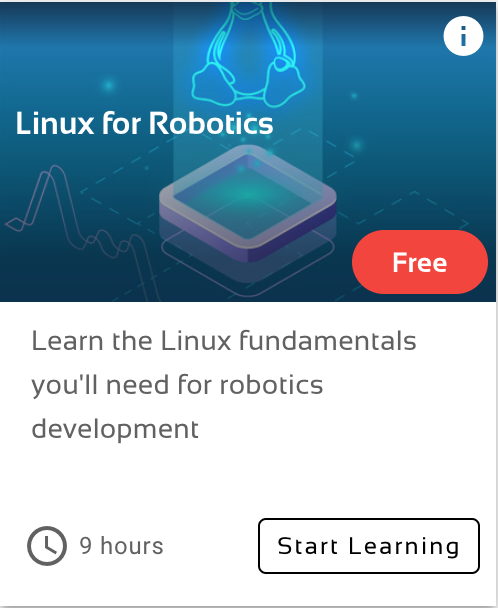 Linux for Robotics
Free
Learn the Linux fundamentals
you'll need for robotics
development
9 hours
Start Learning